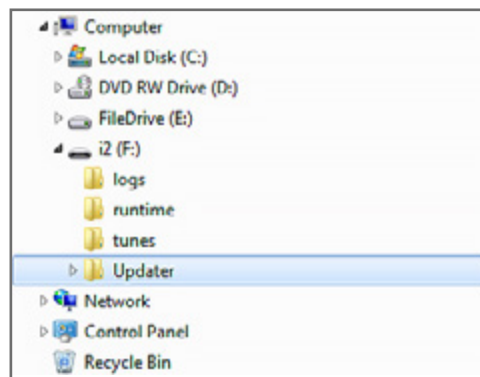 Computer
Local Disk (C:)
DVD RW Drive (D:)
FileDrive (E:)
i2 (F:)
logs
runtime
tunes
Updater
Network
Control Panel
Recycle Bin